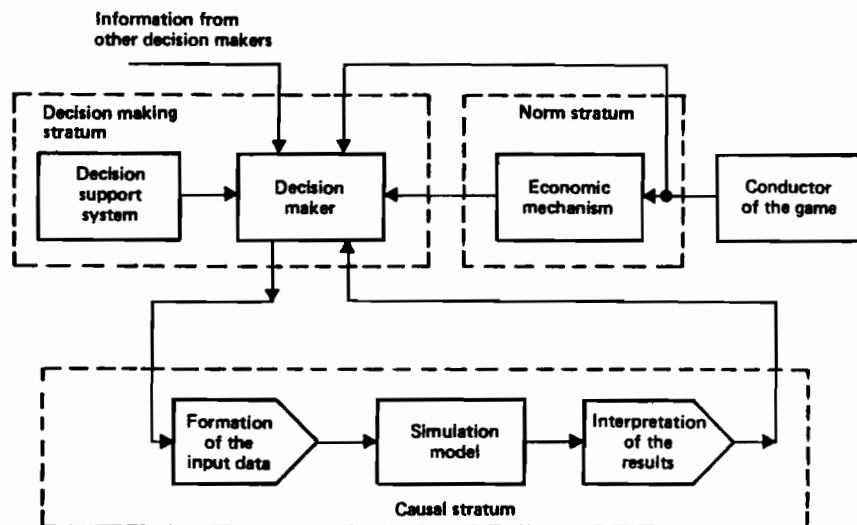 Information from
other decision makers
Decision making
stratum
Norm stratum
Decision
support
system
Decision
maker
Economic
mechanism
Conductor
of the game
Formation
of the
input data
Simulation
model
Interpretation
of the
results
Causal stratum